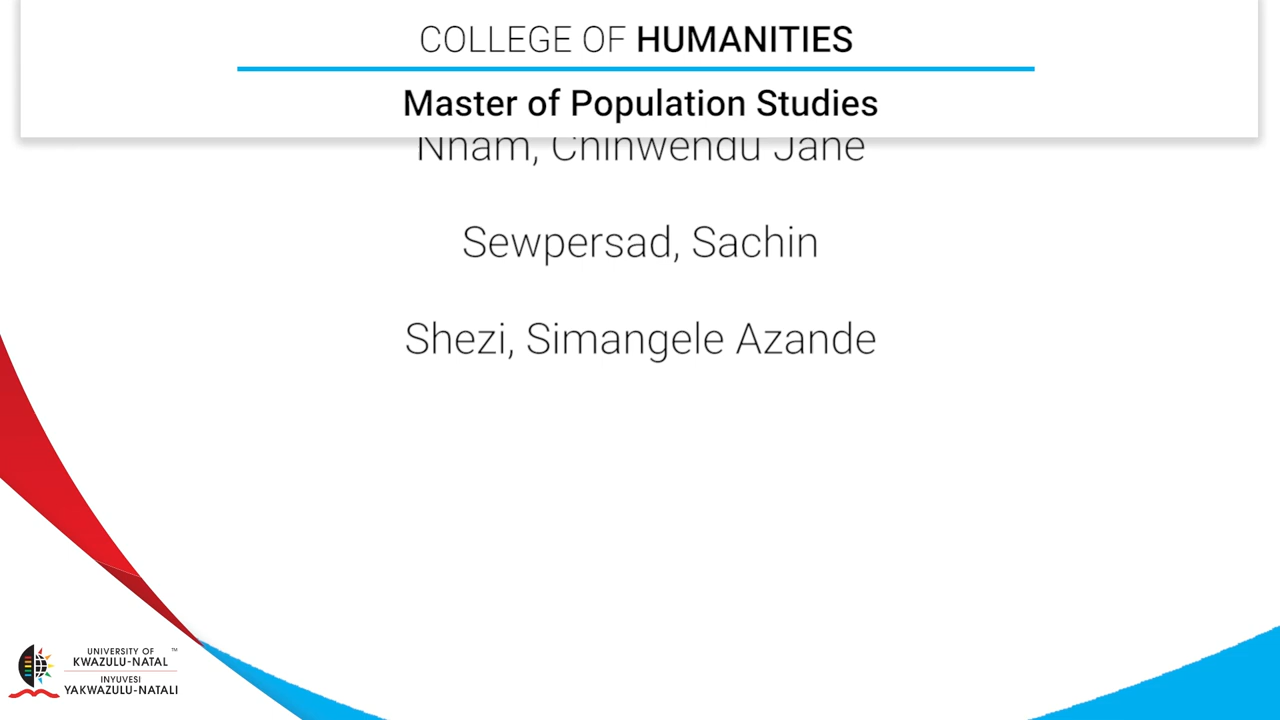 COLLEGE OF HUMANITIES
Master of Population Studies
Nnam, Chinwendu Jane
Sewpersad, Sachin
Shezi, Simangele Azande
UNIVERSITY OF
KWAZULU-NATAL
TM
INYUVESI
YAKWAZULU-NATALI